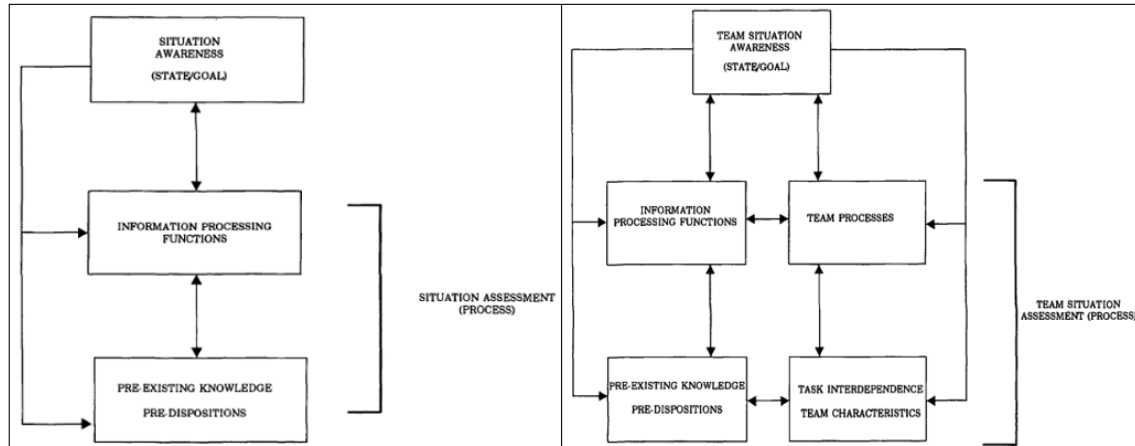 SITUATION
AWARENESS
(STATE/GOAL)
INFORMATION PROCESSING
FUNCTIONS
SITUATION ASSESSMENT
(PROCESS)
PRE-EXISTING KNOWLEDGE
PRE-DISPOSITIONS
TEAM SITUATION
AWARENESS
(STATE/GOAL)
INFORMATION
PROCESSING FUNCTIONS
TEAM PROCESSES
TEAM SITUATION
ASSESSMENT (PROCESS)
PRE-EXISTING KNOWLEDGE
PRE-DISPOSITIONS
TASK INTERDEPENDENCE
TEAM CHARACTERISTICS